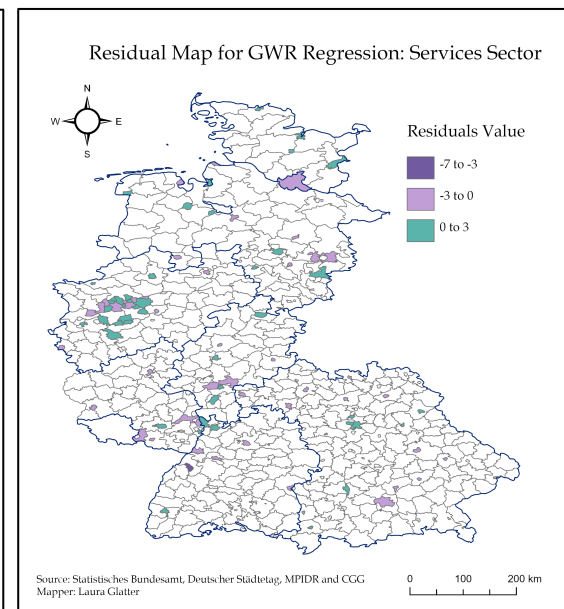 Residual Map for GWR Regression: Services Sector
N
W
E
S
Residuals Value
-7 to -3
-3 to 0
0 to 3
Source: Statistisches Bundesamt, Deutscher Städtetag, MPIDR and CGG
Mapper: Laura Glatter
0 100 200 km